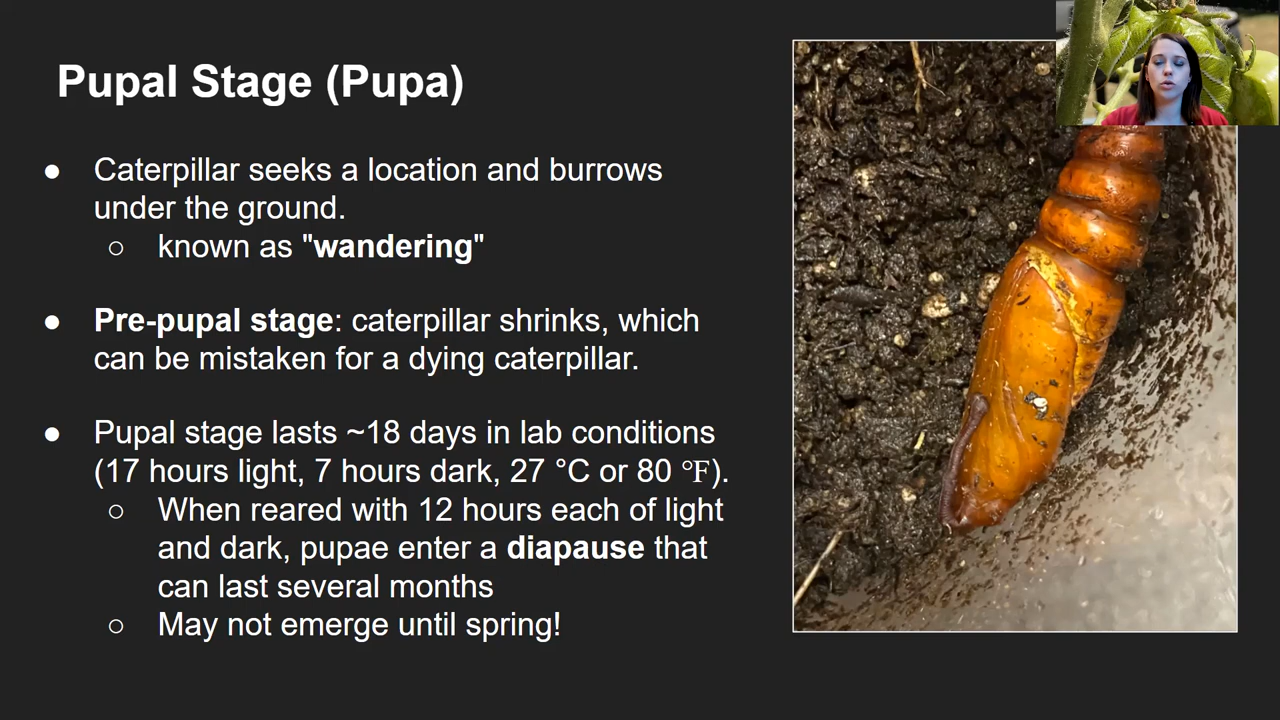 Pupal Stage (Pupa)
● Caterpillar seeks a location and burrows
under the ground.
○ known as "wandering"
● Pre-pupal stage: caterpillar shrinks, which
can be mistaken for a dying caterpillar.
● Pupal stage lasts ~18 days in lab conditions
(17 hours light, 7 hours dark, 27 °C or 80 °F).
○ When reared with 12 hours each of light
and dark, pupae enter a diapause that
can last several months
○ May not emerge until spring!